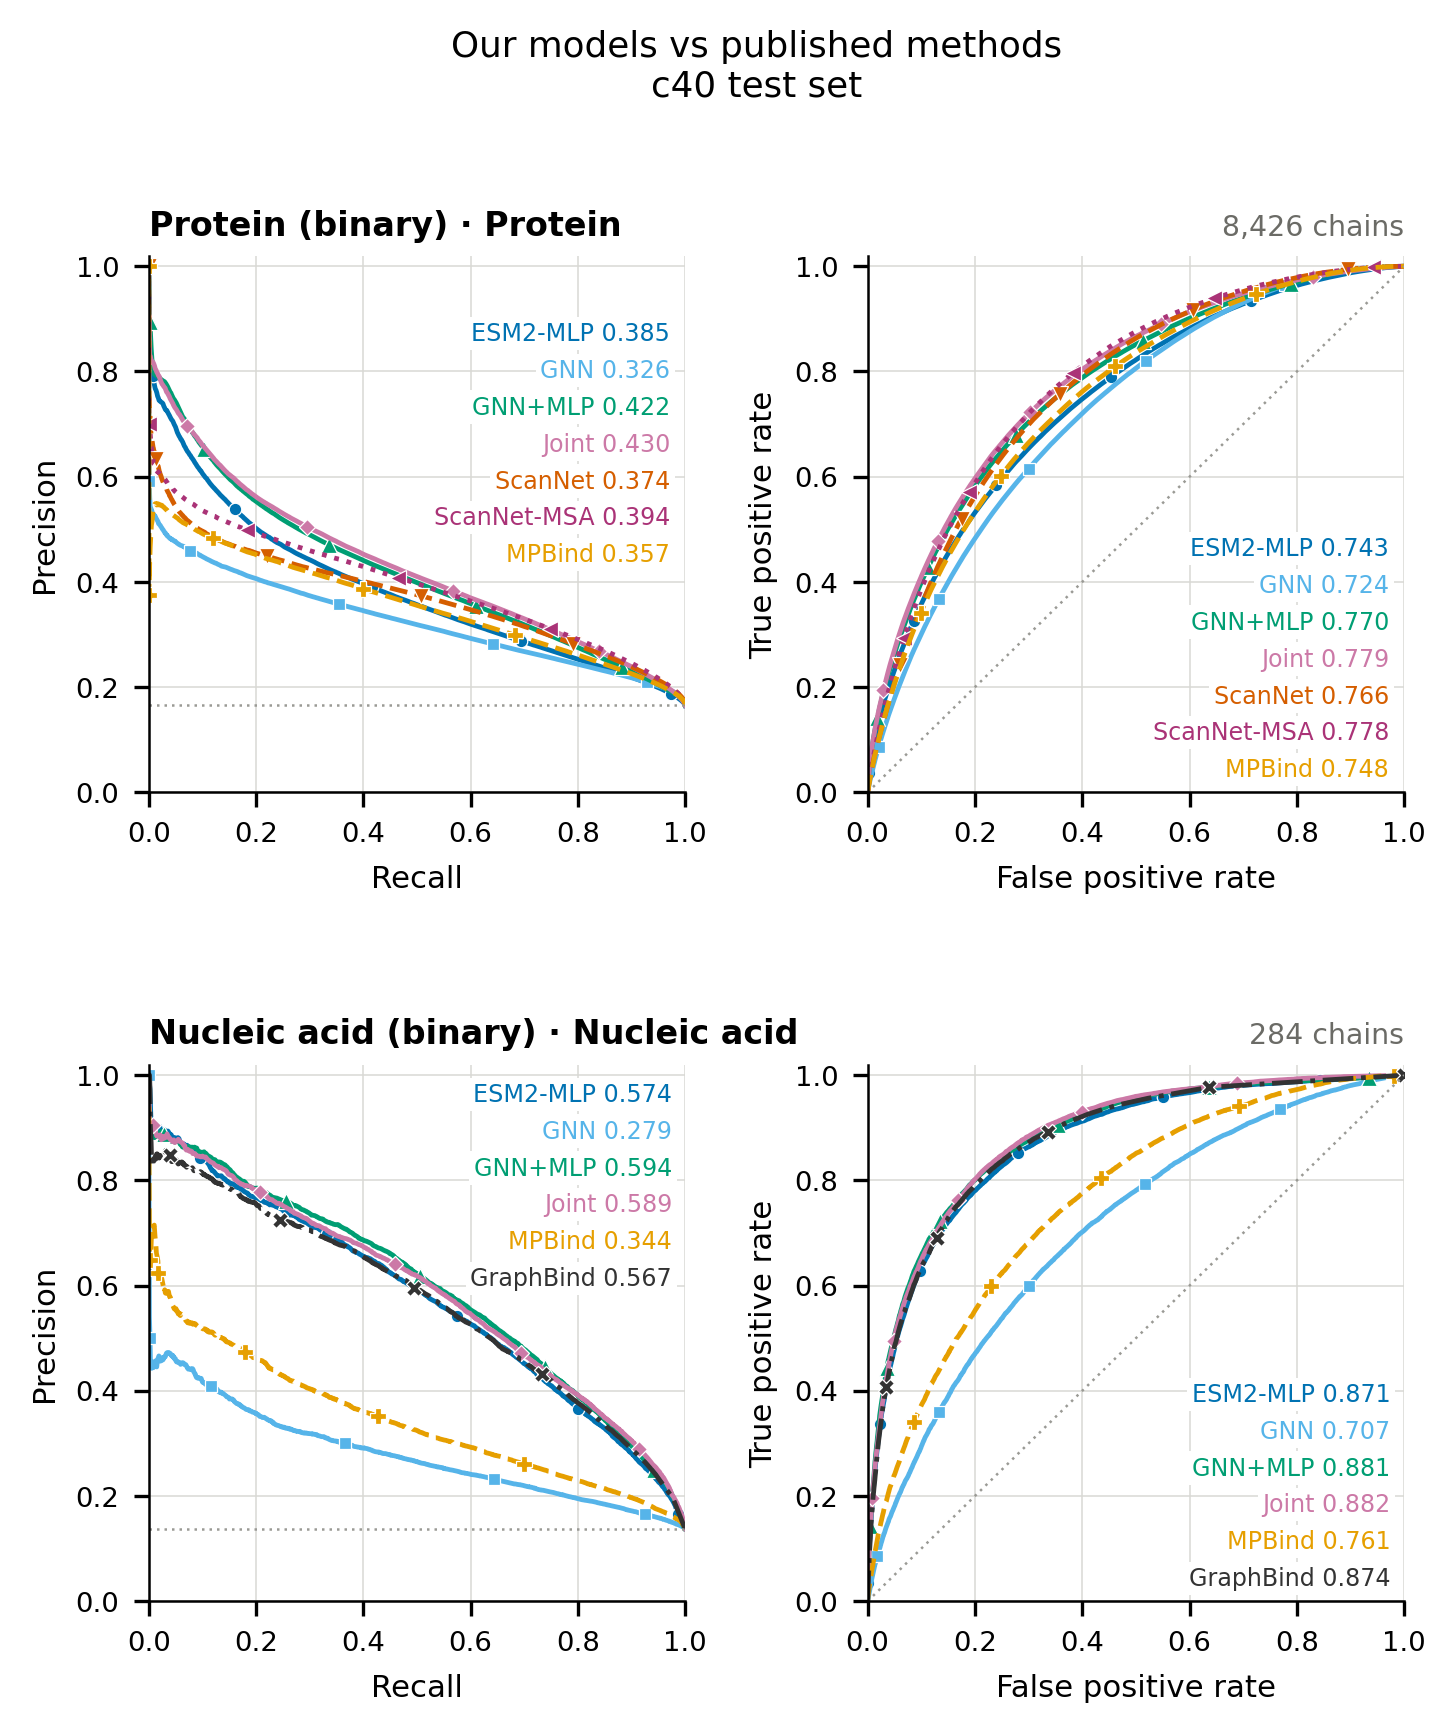 Our models vs published methods
c40 test set
Protein (binary) · Protein
8,426 chains
1.0
0.8
0.6
0.4
0.2
0.0
Precision
ESM2-MLP 0.385
GNN 0.326
GNN+MLP 0.422
Joint 0.430
ScanNet 0.374
ScanNet-MSA 0.394
MPBind 0.357
0.0 0.2 0.4 0.6 0.8 1.0
Recall
1.0
0.8
0.6
0.4
0.2
0.0
True positive rate
ESM2-MLP 0.743
GNN 0.724
GNN+MLP 0.770
Joint 0.779
ScanNet 0.766
ScanNet-MSA 0.778
MPBind 0.748
0.0 0.2 0.4 0.6 0.8 1.0
False positive rate
Nucleic acid (binary) · Nucleic acid
284 chains
1.0
0.8
0.6
0.4
0.2
0.0
Precision
ESM2-MLP 0.574
GNN 0.279
GNN+MLP 0.594
Joint 0.589
MPBind 0.344
GraphBind 0.567
0.0 0.2 0.4 0.6 0.8 1.0
Recall
1.0
0.8
0.6
0.4
0.2
0.0
True positive rate
ESM2-MLP 0.871
GNN 0.707
GNN+MLP 0.881
Joint 0.882
MPBind 0.761
GraphBind 0.874
0.0 0.2 0.4 0.6 0.8 1.0
False positive rate